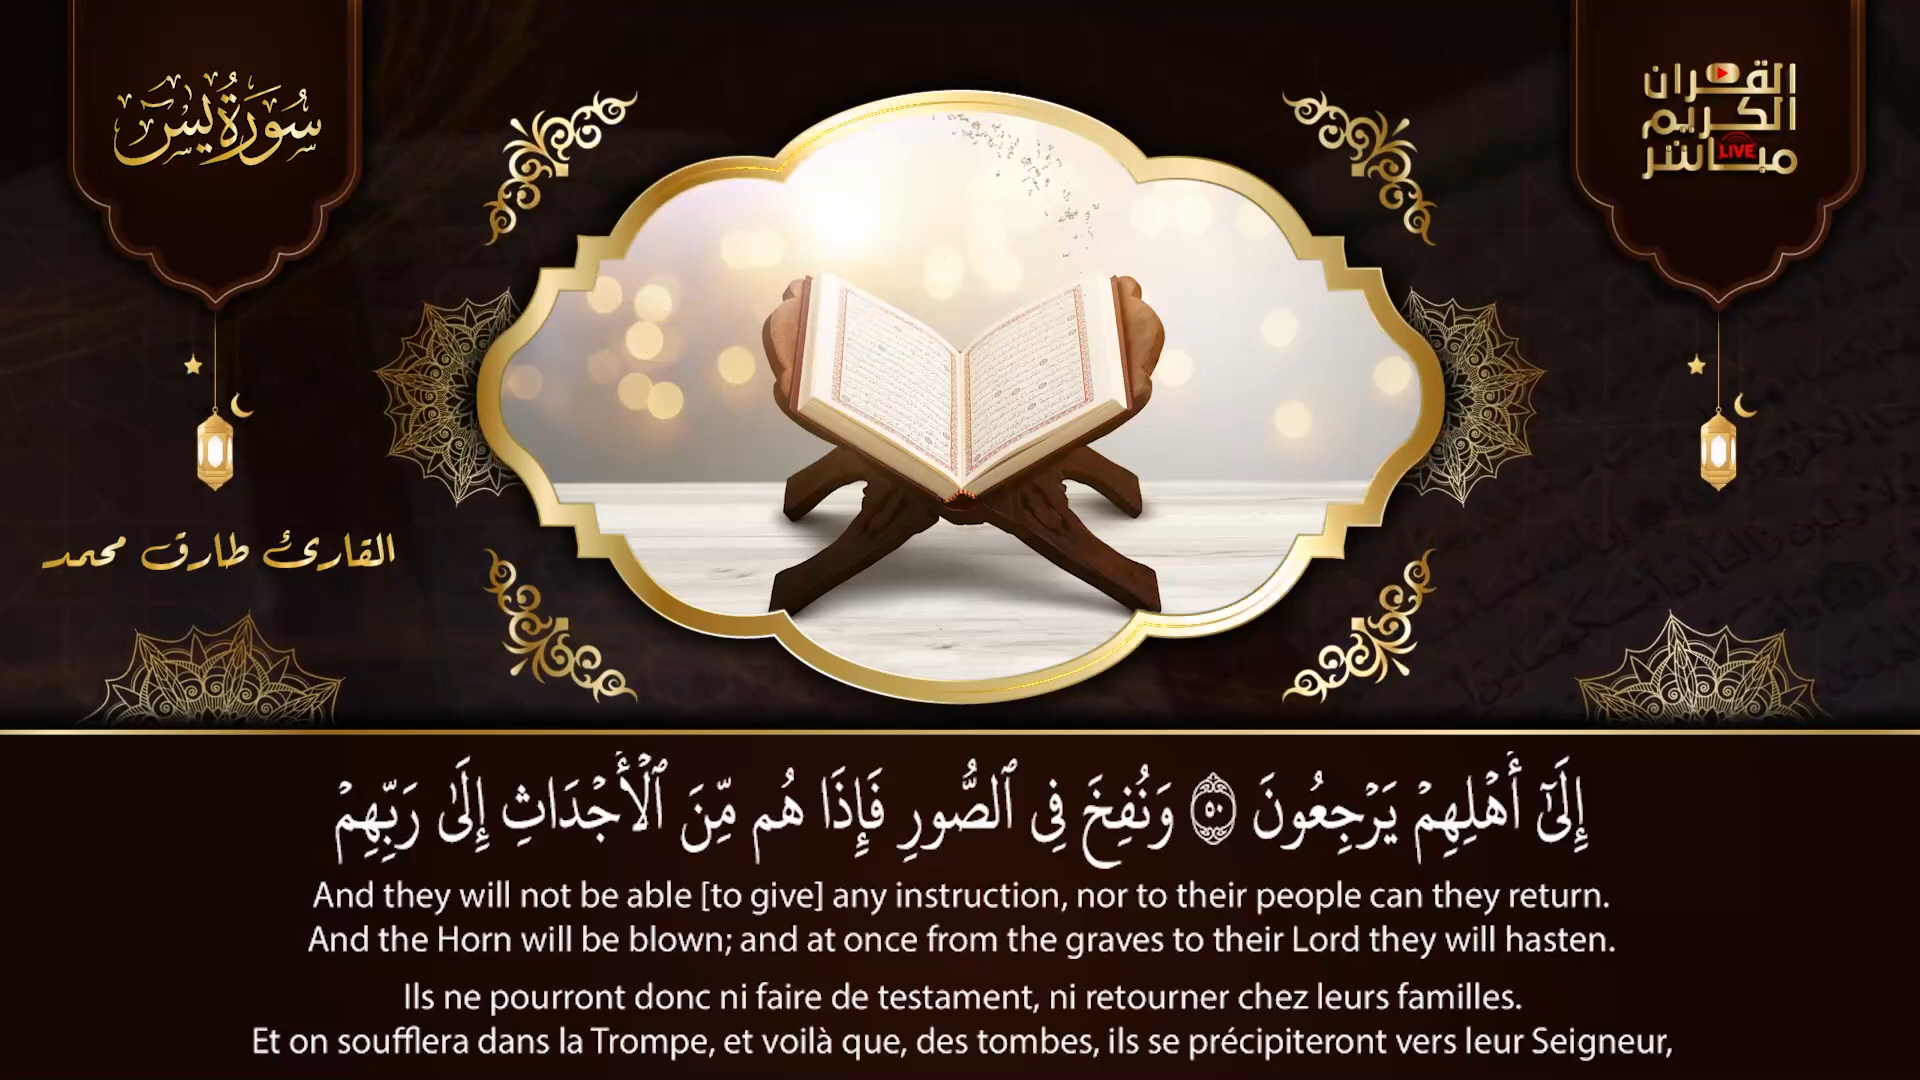 سُورَةُ يسٓ
القرآن
الكريم
مباشر
LIVE
القارئ طارق محمد
إِلَىٰٓ أَهْلِهِمْ يَرْجِعُونَ ٥٠ وَنُفِخَ فِى ٱلصُّورِ فَإِذَا هُم مِّنَ ٱلْأَجْدَاثِ إِلَىٰ رَبِّهِمْ
And they will not be able [to give] any instruction, nor to their people can they return.
And the Horn will be blown; and at once from the graves to their Lord they will hasten.
Ils ne pourront donc ni faire de testament, ni retourner chez leurs familles.
Et on soufflera dans la Trompe, et voilà que, des tombes, ils se précipiteront vers leur Seigneur,